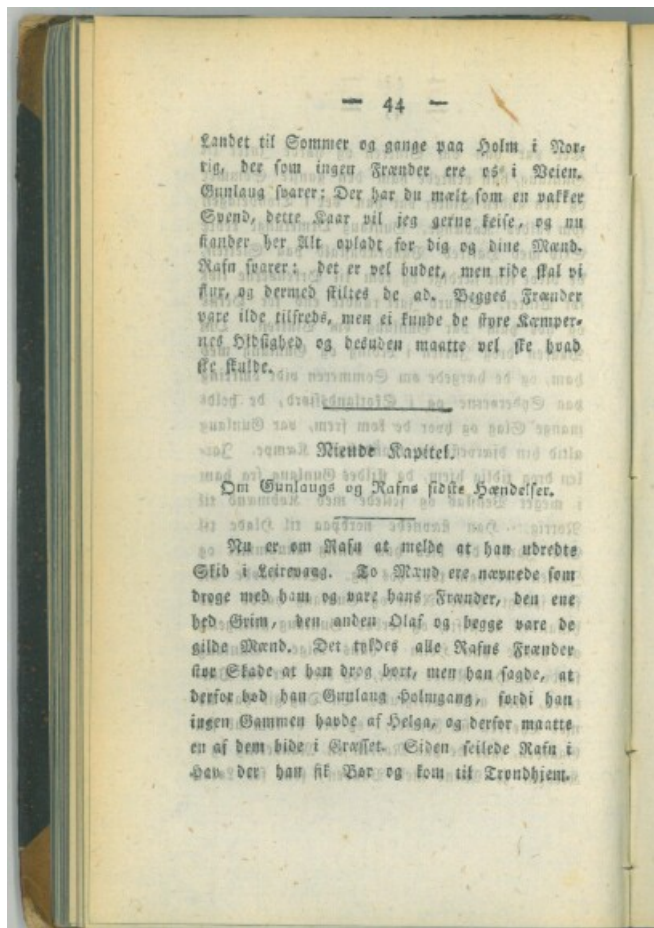 — 44 —
Landet til Sommer og gange paa Holm i Nor-
rig, der som ingen Frænder ere os i Veien.
Gunlaug svarer: Der har du mælt som en vakker
Svend, dette Kaar vil jeg gerne keise, og nu
stander her Alt opladt for dig og dine Mænd.
Rafn svarer: det er vel budet, men ride skal vi
kur, og dermed skiltes de ad. Begges Frænder
vare ilde tilfreds, men ei kunde de styre Kæmper-
nes Hidsighed og desuden maatte vel ske hvad
ske skulde.
Niende Kapitel.
Om Gunlaugs og Rafns sidste Hændelser.
Nu er om Rafn at melde at han udredte
Skib i Leirevaag. To Mænd ere nævnede som
droge med ham og vare hans Frænder, den ene
hed Grim, den anden Olaf og begge vare de
gilde Mænd. Det tyktes alle Rafns Frænder
stor Skade at han drog bort, men han sagde, at
derfor bød han Gunlaug Holmgang, fordi han
ingen Gammen havde af Helga, og derfor maatte
en af dem bide i Græsset. Siden seilede Rafn i
Hav der han fik Bør og kom til Trondhjem.